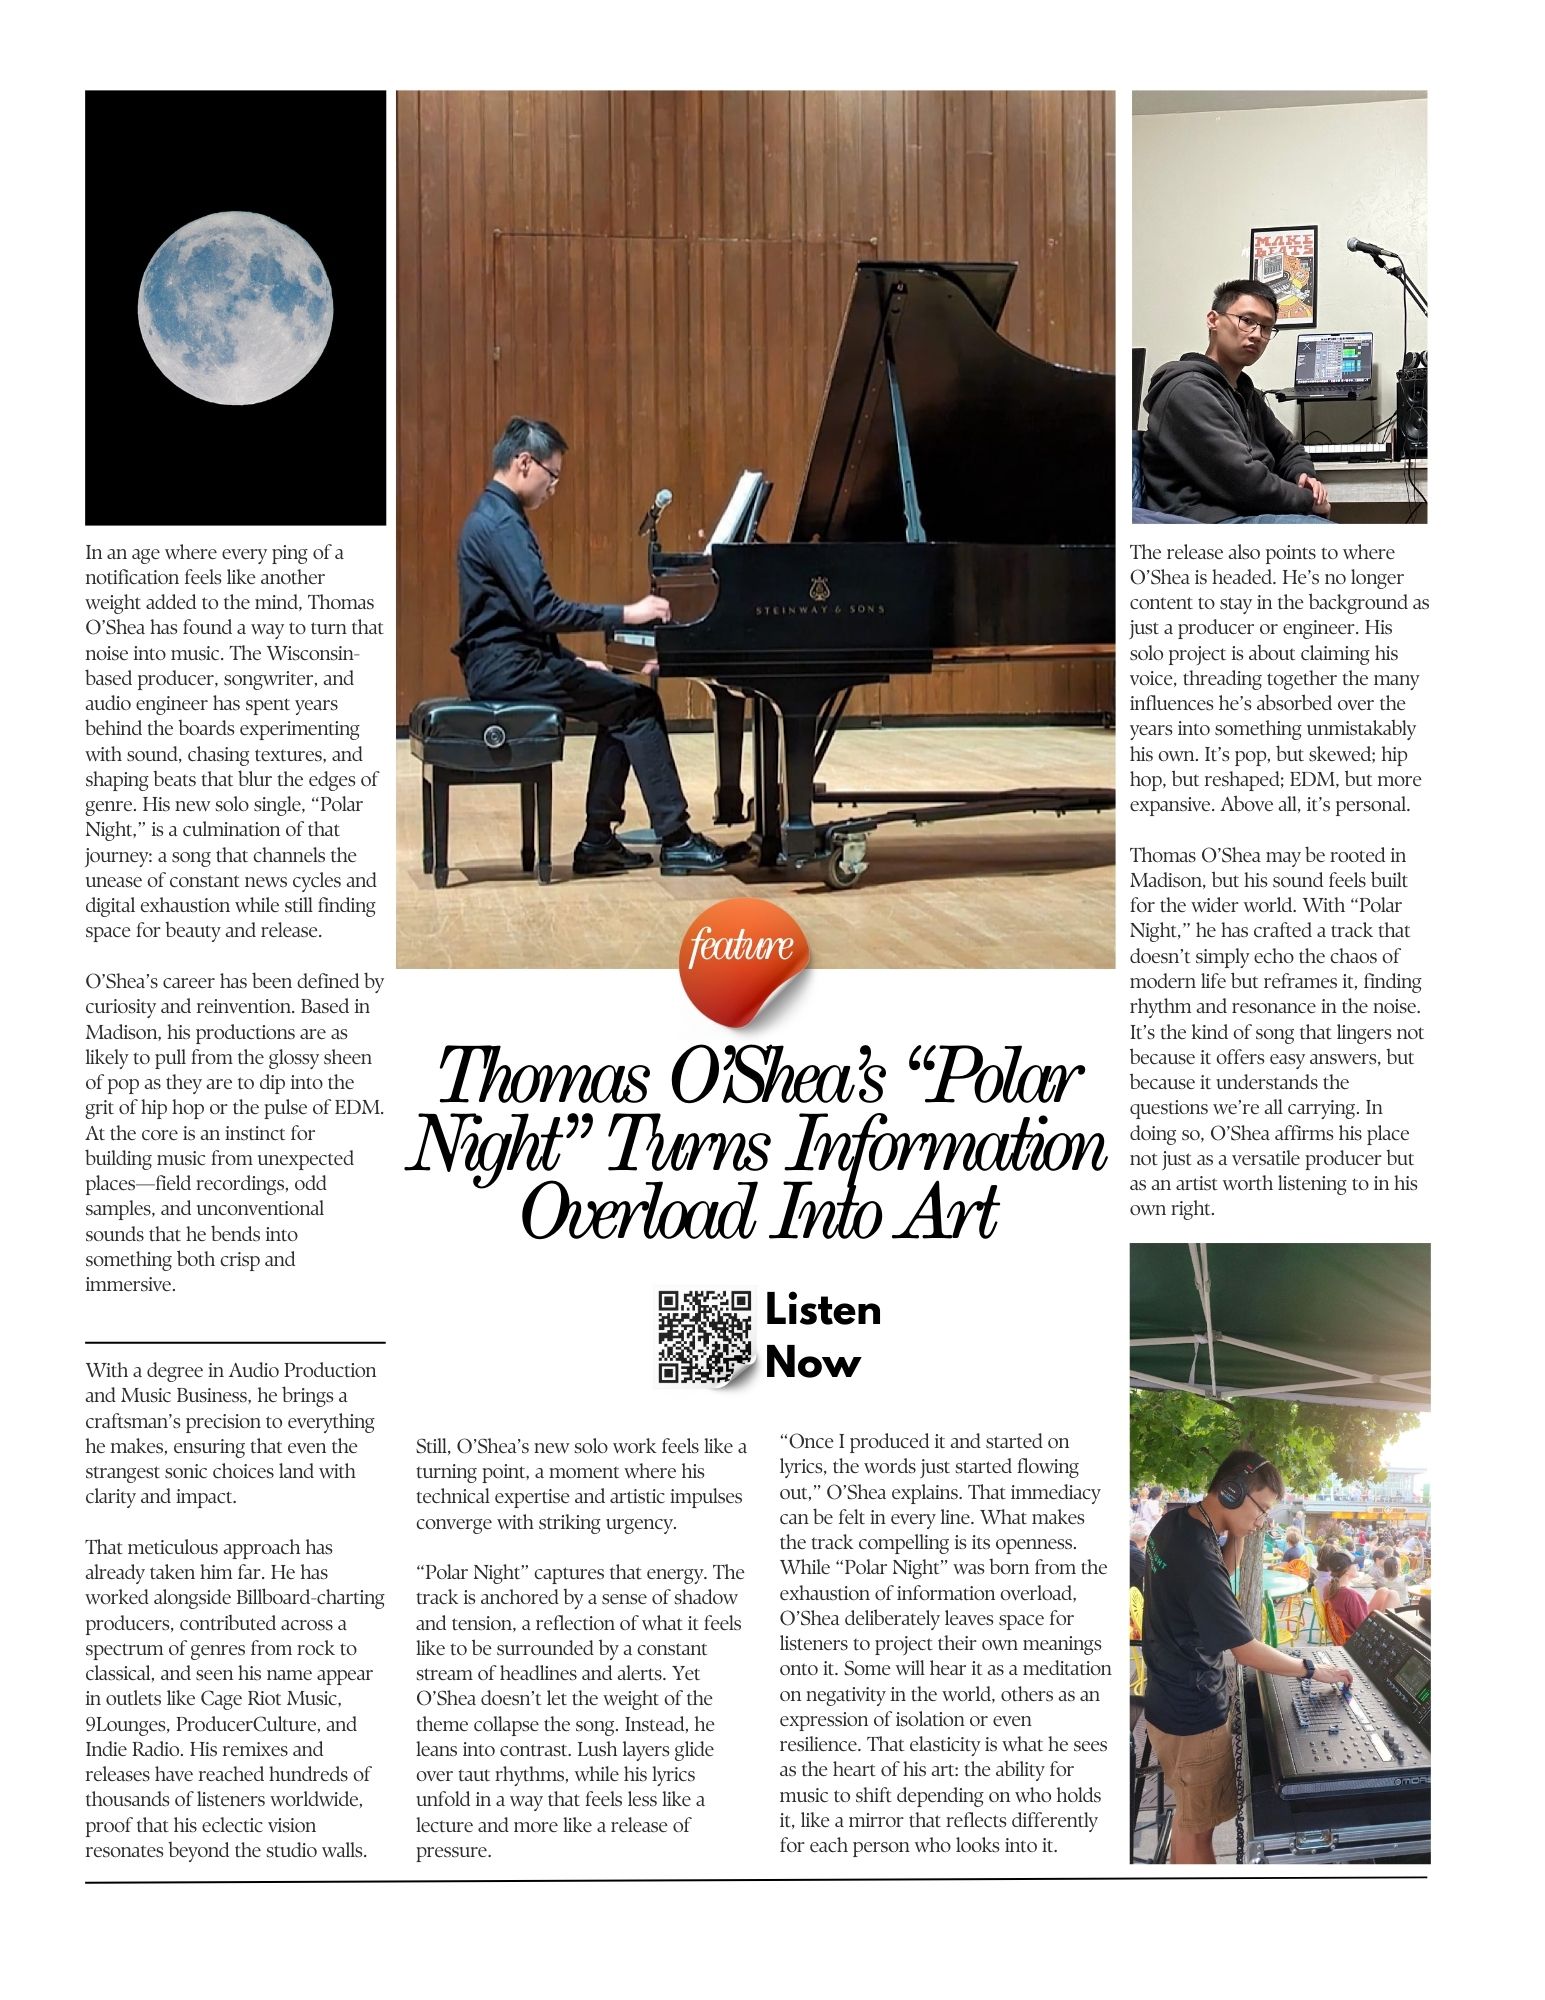 MAKE
BEATS
STEINWAY & SONS
In an age where every ping of a
notification feels like another
weight added to the mind, Thomas
O’Shea has found a way to turn that
noise into music. The Wisconsin-
based producer, songwriter, and
audio engineer has spent years
behind the boards experimenting
with sound, chasing textures, and
shaping beats that blur the edges of
genre. His new solo single, “Polar
Night,” is a culmination of that
journey: a song that channels the
unease of constant news cycles and
digital exhaustion while still finding
space for beauty and release.
O’Shea’s career has been defined by
curiosity and reinvention. Based in
Madison, his productions are as
likely to pull from the glossy sheen
of pop as they are to dip into the
grit of hip hop or the pulse of EDM.
At the core is an instinct for
building music from unexpected
places—field recordings, odd
samples, and unconventional
sounds that he bends into
something both crisp and
immersive.
With a degree in Audio Production
and Music Business, he brings a
craftsman’s precision to everything
he makes, ensuring that even the
strangest sonic choices land with
clarity and impact.
That meticulous approach has
already taken him far. He has
worked alongside Billboard-charting
producers, contributed across a
spectrum of genres from rock to
classical, and seen his name appear
in outlets like Cage Riot Music,
9Lounges, ProducerCulture, and
Indie Radio. His remixes and
releases have reached hundreds of
thousands of listeners worldwide,
proof that his eclectic vision
resonates beyond the studio walls.
feature
Thomas O’Shea’s “Polar
Night” Turns Information
Overload Into Art
Listen
Now
Still, O’Shea’s new solo work feels like a
turning point, a moment where his
technical expertise and artistic impulses
converge with striking urgency.
“Polar Night” captures that energy. The
track is anchored by a sense of shadow
and tension, a reflection of what it feels
like to be surrounded by a constant
stream of headlines and alerts. Yet
O’Shea doesn’t let the weight of the
theme collapse the song. Instead, he
leans into contrast. Lush layers glide
over taut rhythms, while his lyrics
unfold in a way that feels less like a
lecture and more like a release of
pressure.
“Once I produced it and started on
lyrics, the words just started flowing
out,” O’Shea explains. That immediacy
can be felt in every line. What makes
the track compelling is its openness.
While “Polar Night” was born from the
exhaustion of information overload,
O’Shea deliberately leaves space for
listeners to project their own meanings
onto it. Some will hear it as a meditation
on negativity in the world, others as an
expression of isolation or even
resilience. That elasticity is what he sees
as the heart of his art: the ability for
music to shift depending on who holds
it, like a mirror that reflects differently
for each person who looks into it.
The release also points to where
O’Shea is headed. He’s no longer
content to stay in the background as
just a producer or engineer. His
solo project is about claiming his
voice, threading together the many
influences he’s absorbed over the
years into something unmistakably
his own. It’s pop, but skewed; hip
hop, but reshaped; EDM, but more
expansive. Above all, it’s personal.
Thomas O’Shea may be rooted in
Madison, but his sound feels built
for the wider world. With “Polar
Night,” he has crafted a track that
doesn’t simply echo the chaos of
modern life but reframes it, finding
rhythm and resonance in the noise.
It’s the kind of song that lingers not
because it offers easy answers, but
because it understands the
questions we’re all carrying. In
doing so, O’Shea affirms his place
not just as a versatile producer but
as an artist worth listening to in his
own right.